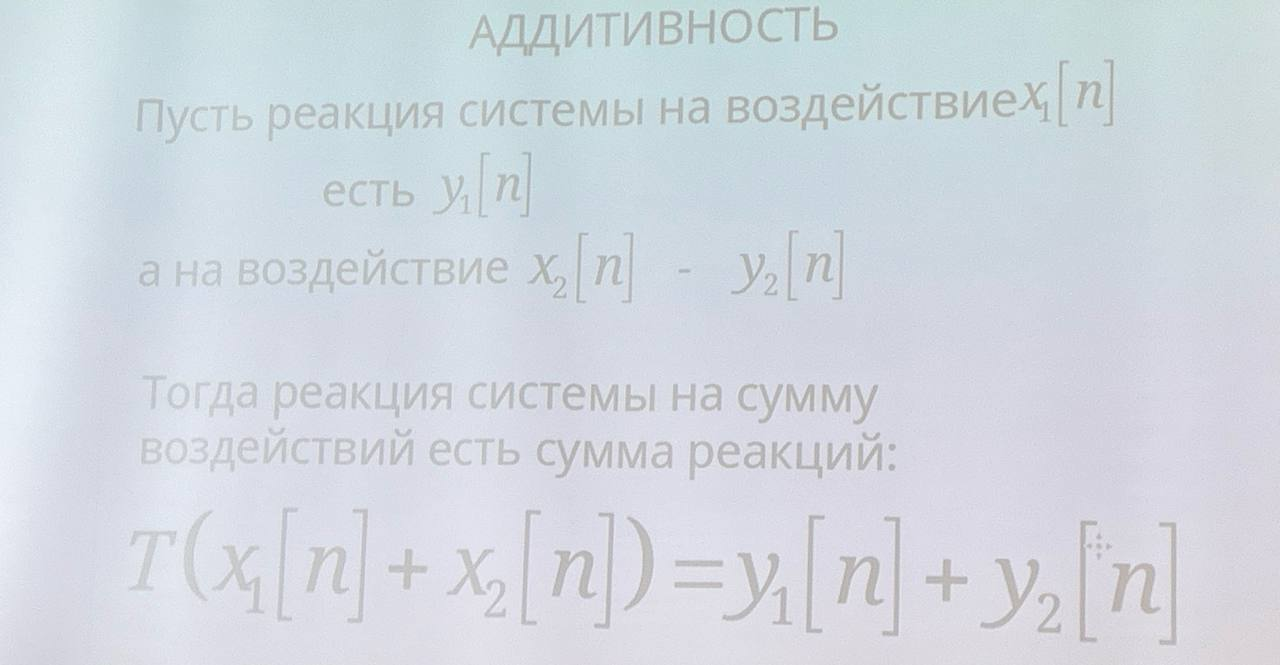 АДДИТИВНОСТЬ
Пусть реакция системы на воздействие x₁[n]
есть y₁[n]
а на воздействие x₂[n] - y₂[n]
Тогда реакция системы на сумму
воздействий есть сумма реакций:
T(x₁[n] + x₂[n]) = y₁[n] + y₂[n]